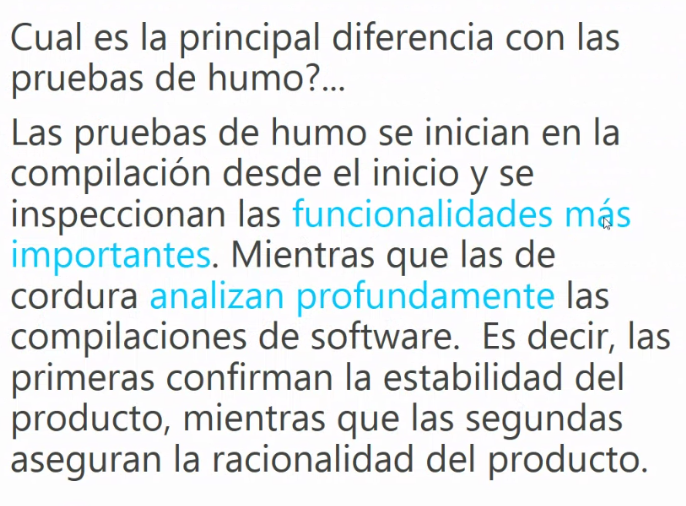 Cual es la principal diferencia con las
pruebas de humo?...
Las pruebas de humo se inician en la
compilación desde el inicio y se
inspeccionan las funcionalidades más
importantes. Mientras que las de
cordura analizan profundamente las
compilaciones de software.  Es decir, las
primeras confirman la estabilidad del
producto, mientras que las segundas
aseguran la racionalidad del producto.